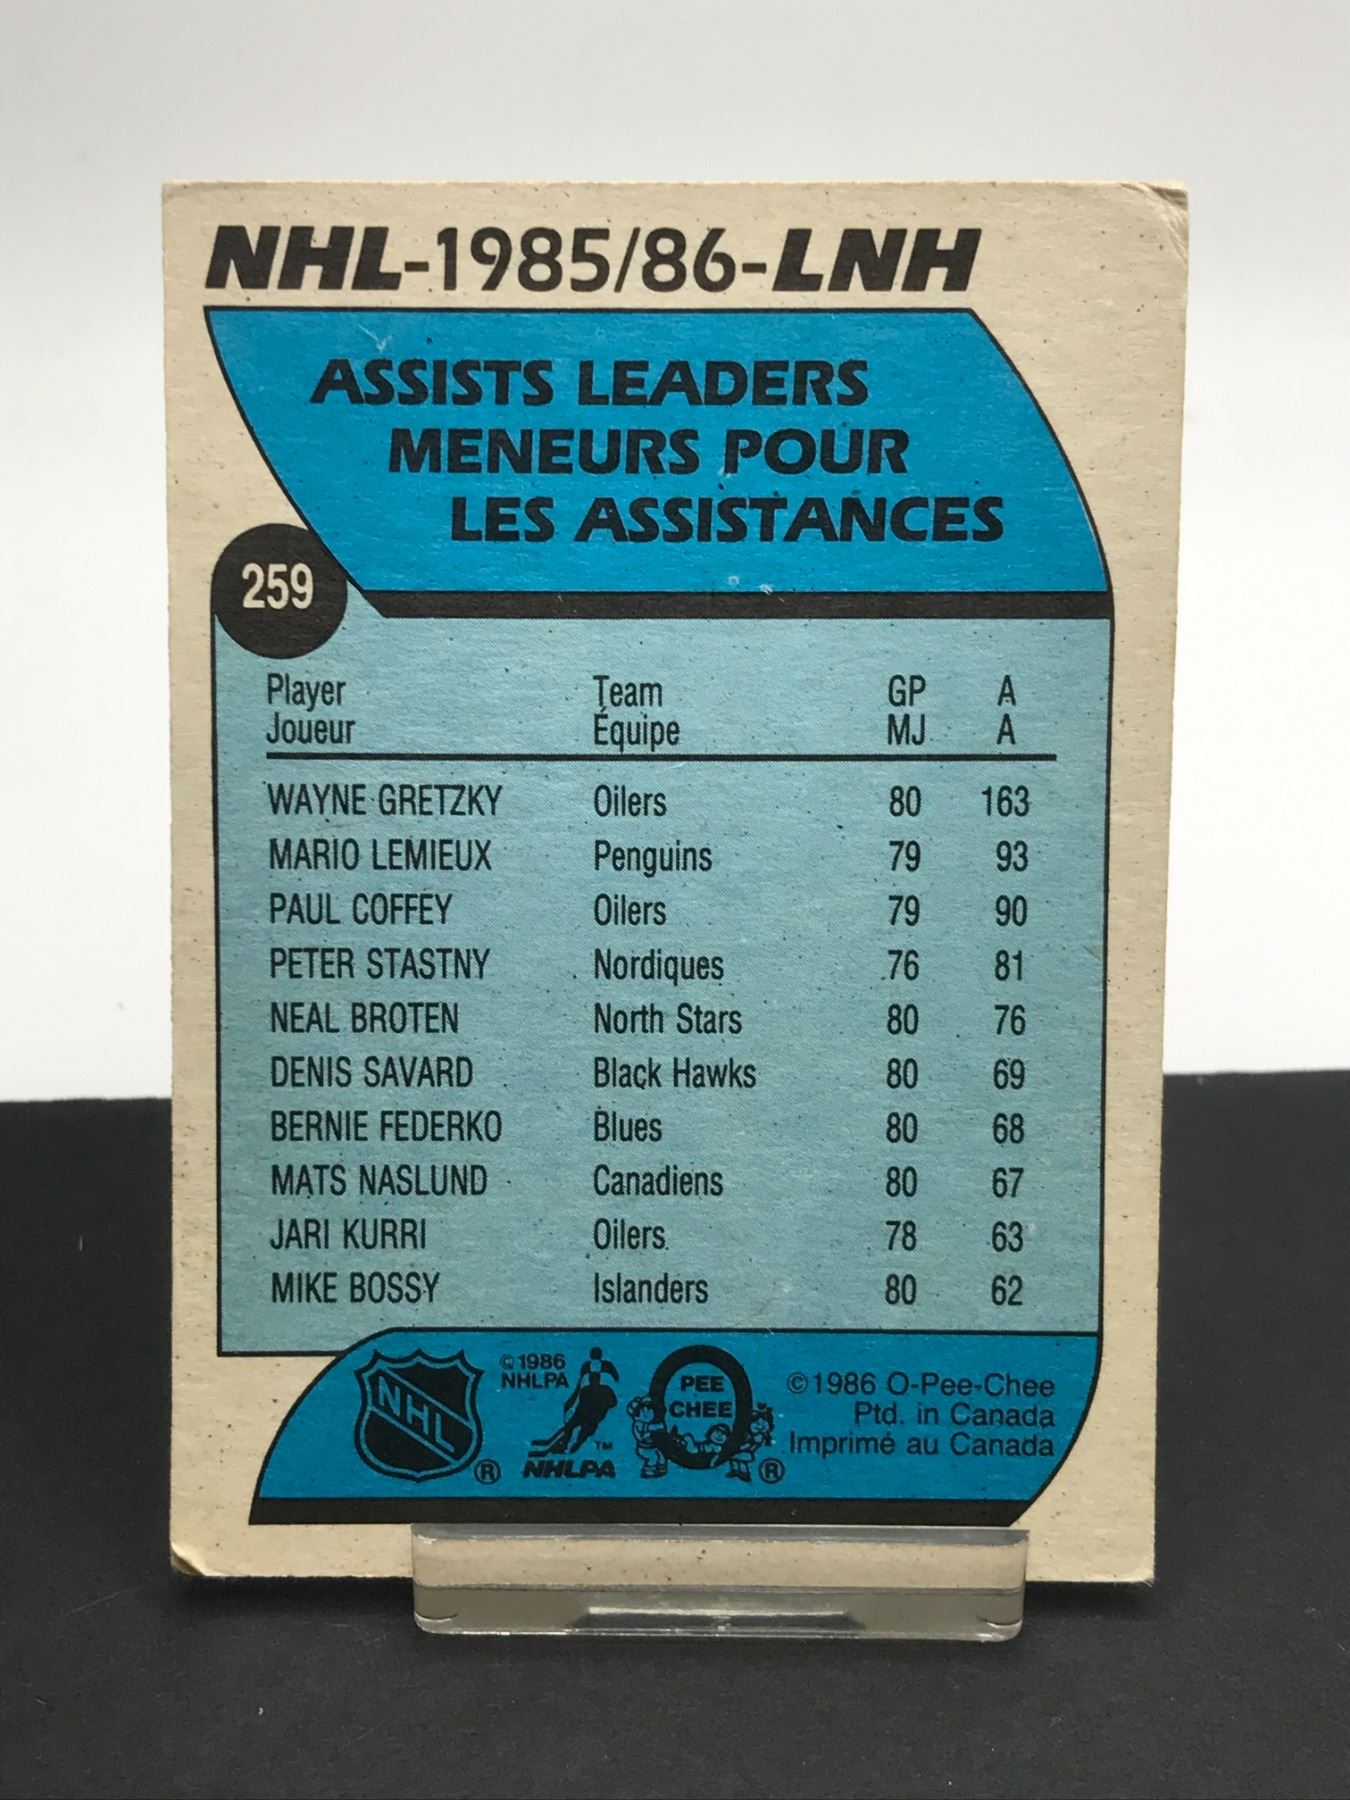 NHL-1985/86-LNH
ASSISTS LEADERS
MENEURS POUR
LES ASSISTANCES
259
Player Team GP A
Joueur Équipe MJ A
WAYNE GRETZKY Oilers 80 163
MARIO LEMIEUX Penguins 79 93
PAUL COFFEY Oilers 79 90
PETER STASTNY Nordiques 76 81
NEAL BROTEN North Stars 80 76
DENIS SAVARD Black Hawks 80 69
BERNIE FEDERKO Blues 80 68
MATS NASLUND Canadiens 80 67
JARI KURRI Oilers 78 63
MIKE BOSSY Islanders 80 62
NHL ®
© 1986
NHLPA
TM
NHLPA
O
PEE
CHEE
®
© 1986 O-Pee-Chee
Ptd. in Canada
Imprimé au Canada